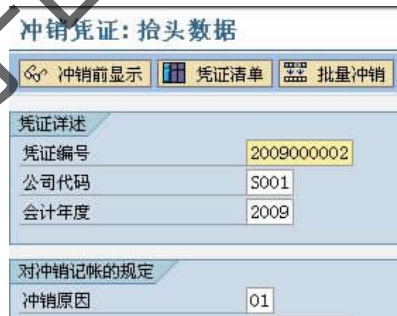 冲销凭证: 抬头数据
冲销前显示 凭证清单 批量冲销
凭证详述
凭证编号 2009000002
公司代码 S001
会计年度 2009
对冲销记帐的规定
冲销原因 01